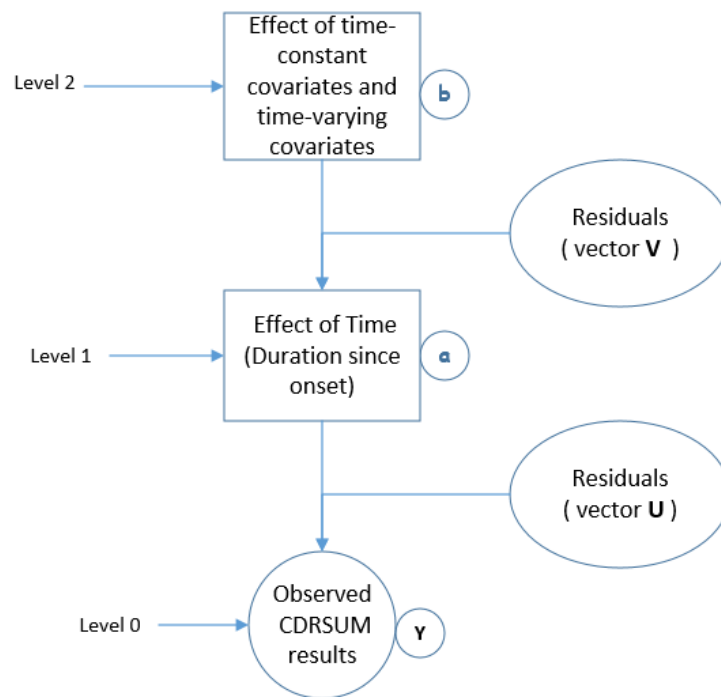 Effect of time-
constant
covariates and
time-varying
covariates
Level 2
b
Residuals
( vector V )
Effect of Time
(Duration since
onset)
Level 1
a
Residuals
( vector U )
Observed
CDRSUM
results
Level 0
Y